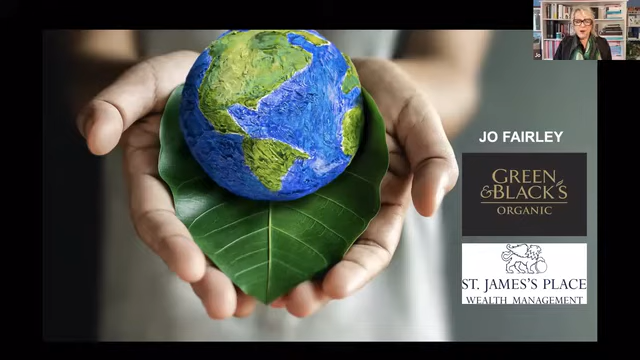 JO FAIRLEY
GREEN
&BLACK'S
ORGANIC
ST. JAMES'S PLACE
WEALTH MANAGEMENT